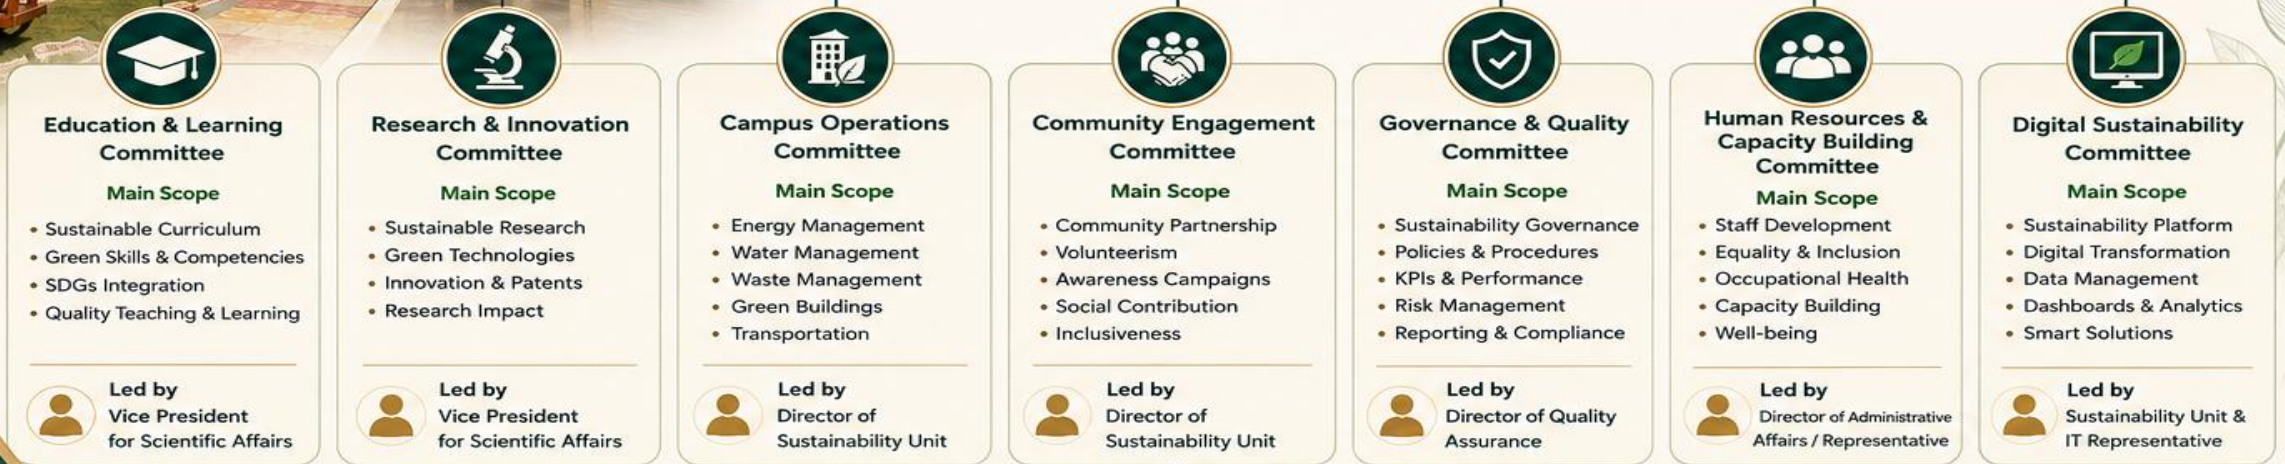 Education & Learning
Committee
Main Scope
• Sustainable Curriculum
• Green Skills & Competencies
• SDGs Integration
• Quality Teaching & Learning
Led by
Vice President
for Scientific Affairs
Research & Innovation
Committee
Main Scope
• Sustainable Research
• Green Technologies
• Innovation & Patents
• Research Impact
Led by
Vice President
for Scientific Affairs
Campus Operations
Committee
Main Scope
• Energy Management
• Water Management
• Waste Management
• Green Buildings
• Transportation
Led by
Director of
Sustainability Unit
Community Engagement
Committee
Main Scope
• Community Partnership
• Volunteerism
• Awareness Campaigns
• Social Contribution
• Inclusiveness
Led by
Director of
Sustainability Unit
Governance & Quality
Committee
Main Scope
• Sustainability Governance
• Policies & Procedures
• KPIs & Performance
• Risk Management
• Reporting & Compliance
Led by
Director of Quality
Assurance
Human Resources &
Capacity Building
Committee
Main Scope
• Staff Development
• Equality & Inclusion
• Occupational Health
• Capacity Building
• Well-being
Led by
Director of Administrative
Affairs / Representative
Digital Sustainability
Committee
Main Scope
• Sustainability Platform
• Digital Transformation
• Data Management
• Dashboards & Analytics
• Smart Solutions
Led by
Sustainability Unit &
IT Representative